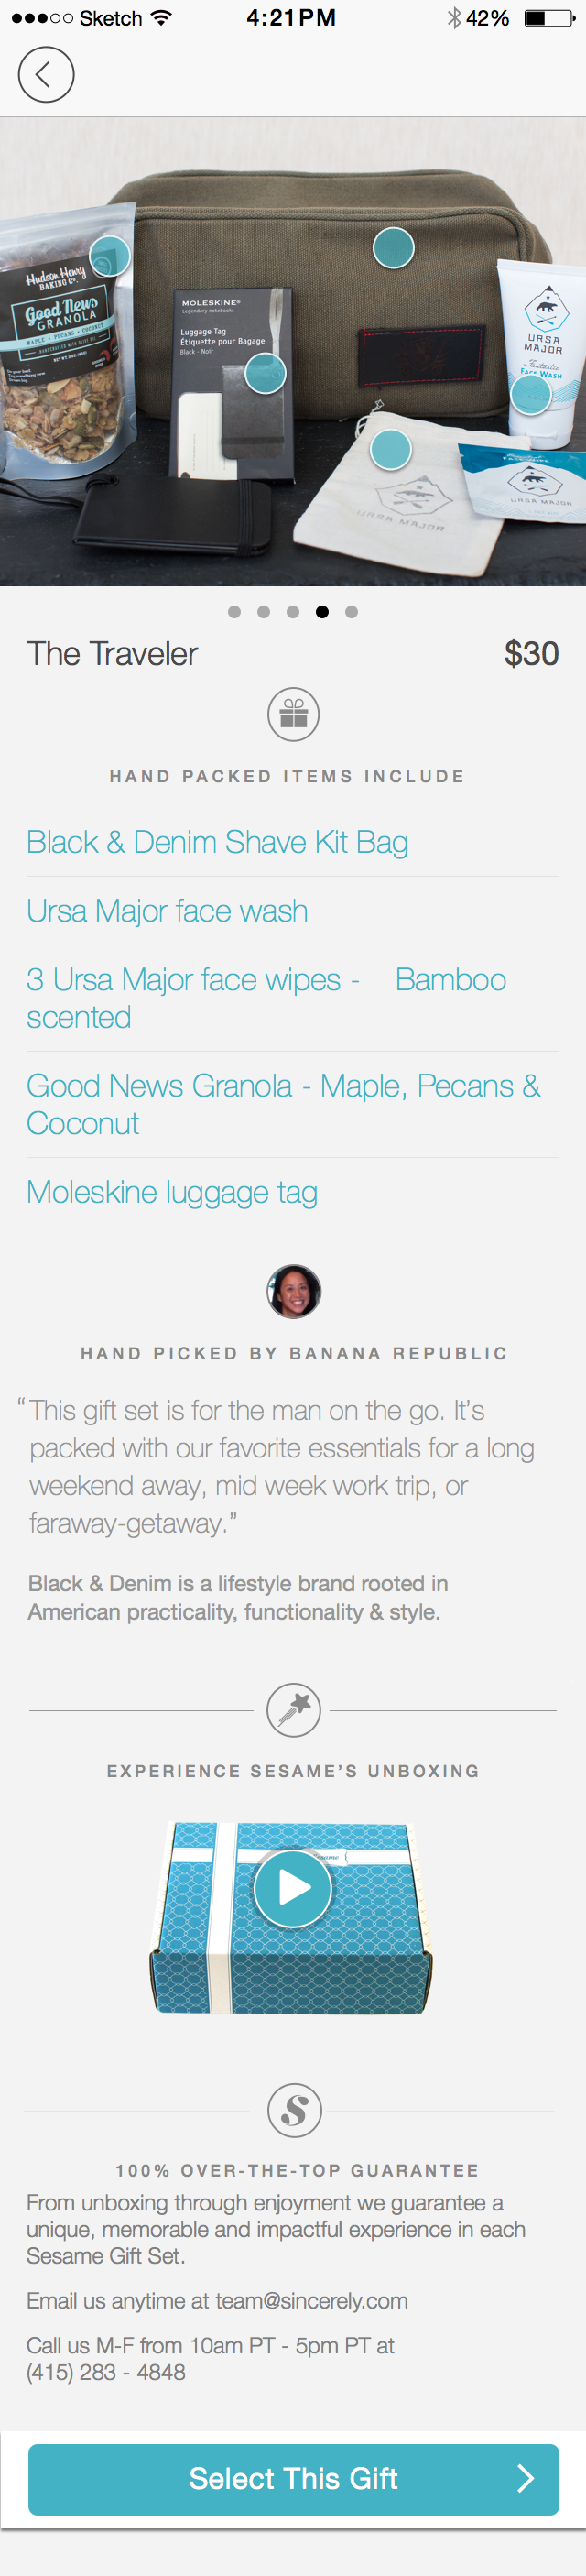 Sketch
4:21PM
42%
Hudson Henry
BAKING Co.
Good News
GRANOLA
MAPLE • PECANS • COCONUT
MOLESKINE®
Legendary notebooks
Luggage Tag
Étiquette pour Bagage
Black - Noir
URSA
MAJOR
Fantastic
FACE WASH
URSA MAJOR
URSA MAJOR
The Traveler $30
HAND PACKED ITEMS INCLUDE
Black & Denim Shave Kit Bag
Ursa Major face wash
3 Ursa Major face wipes - Bamboo
scented
Good News Granola - Maple, Pecans &
Coconut
Moleskine luggage tag
HAND PICKED BY BANANA REPUBLIC
“This gift set is for the man on the go. It’s
packed with our favorite essentials for a long
weekend away, mid week work trip, or
faraway-getaway.”
Black & Denim is a lifestyle brand rooted in
American practicality, functionality & style.
EXPERIENCE SESAME’S UNBOXING
S
100% OVER-THE-TOP GUARANTEE
From unboxing through enjoyment we guarantee a
unique, memorable and impactful experience in each
Sesame Gift Set.
Email us anytime at team@sincerely.com
Call us M-F from 10am PT - 5pm PT at
(415) 283 - 4848
Select This Gift